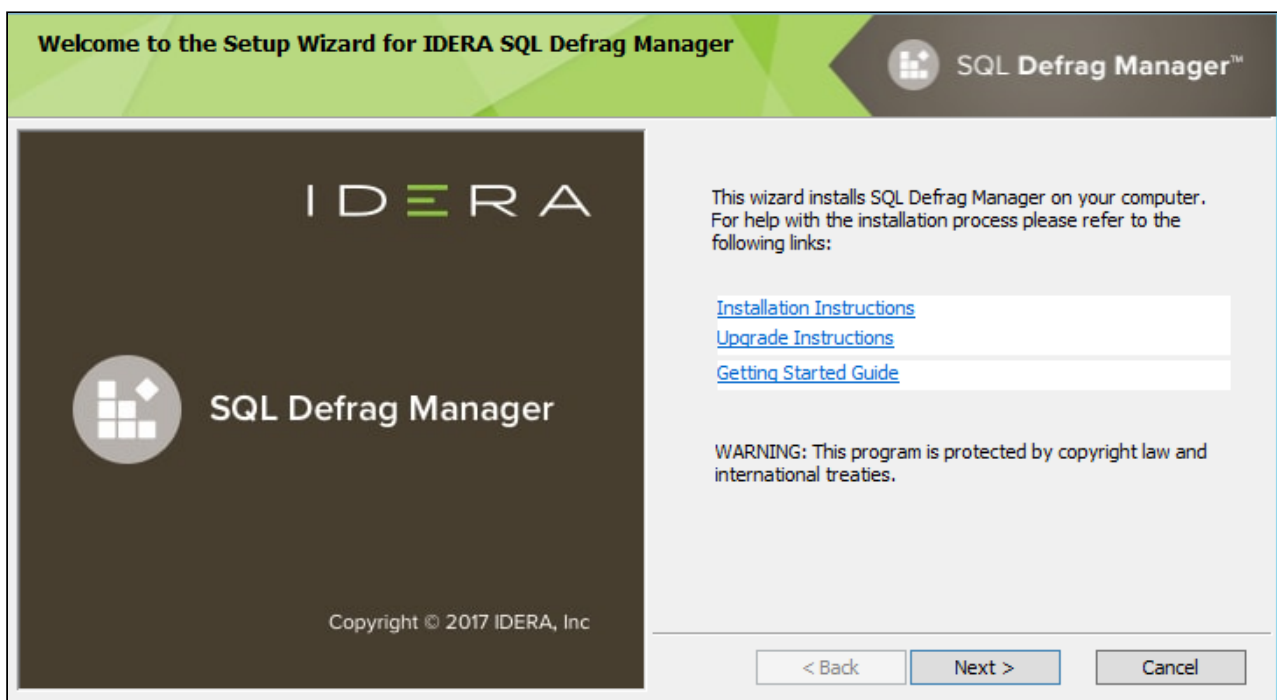 Welcome to the Setup Wizard for IDERA SQL Defrag Manager
SQL Defrag Manager™
IDERA
SQL Defrag Manager
Copyright © 2017 IDERA, Inc
This wizard installs SQL Defrag Manager on your computer.
For help with the installation process please refer to the
following links:
Installation Instructions
Upgrade Instructions
Getting Started Guide
WARNING: This program is protected by copyright law and
international treaties.
< Back
Next >
Cancel